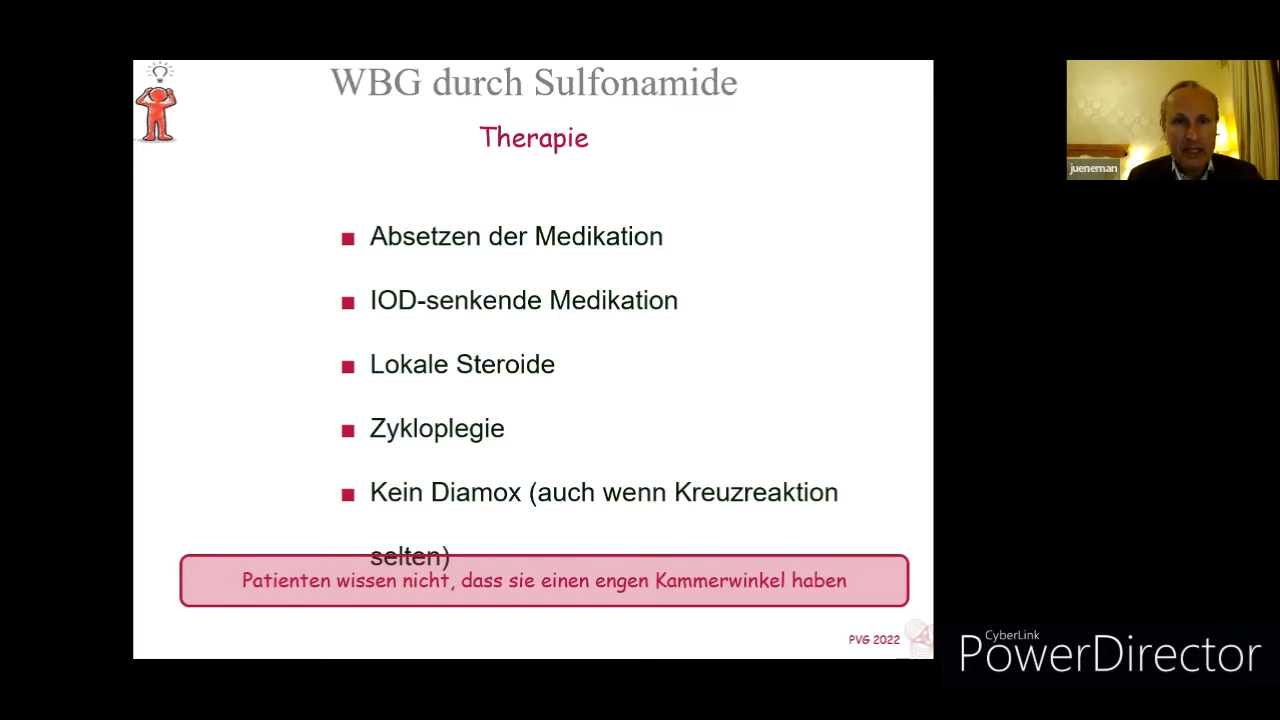 WBG durch Sulfonamide
Therapie
Absetzen der Medikation
IOD-senkende Medikation
Lokale Steroide
Zykloplegie
Kein Diamox (auch wenn Kreuzreaktion
selten)
Patienten wissen nicht, dass sie einen engen Kammerwinkel haben
PVG 2022
jueneman
CyberLink
PowerDirector